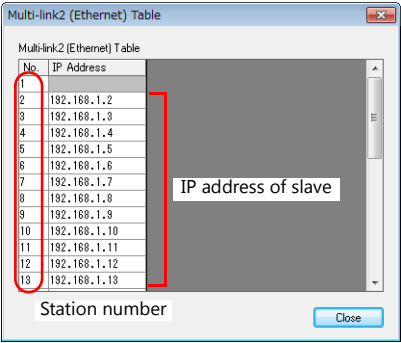 Multi-link2 (Ethernet) Table
Multi-link2 (Ethernet) Table
No. IP Address
1
2 192.168.1.2
3 192.168.1.3
4 192.168.1.4
5 192.168.1.5
6 192.168.1.6
7 192.168.1.7
8 192.168.1.8
9 192.168.1.9
10 192.168.1.10
11 192.168.1.11
12 192.168.1.12
13 192.168.1.13
IP address of slave
Station number
Close